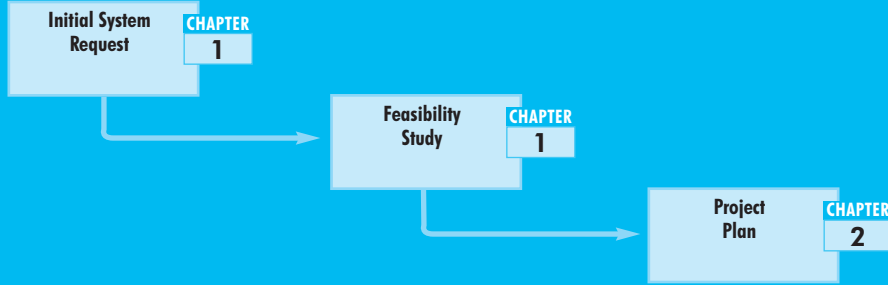 Initial System
Request
CHAPTER
1
Feasibility
Study
CHAPTER
1
Project
Plan
CHAPTER
2